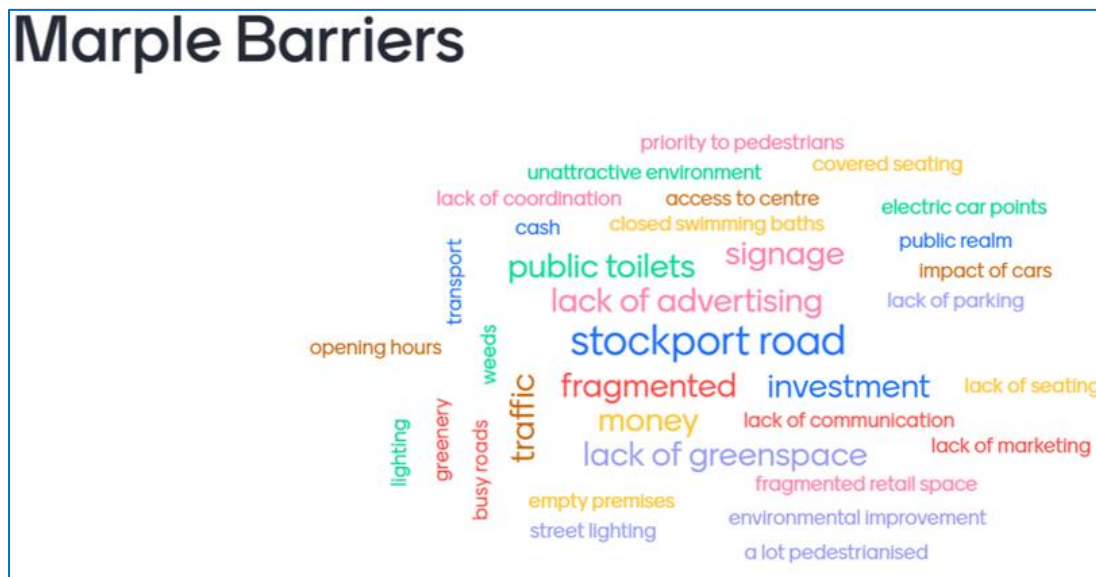 Marple Barriers
priority to pedestrians
unattractive environment
covered seating
lack of coordination
access to centre
electric car points
cash
closed swimming baths
public realm
transport
public toilets
signage
impact of cars
lack of advertising
lack of parking
opening hours
weeds
stockport road
traffic
fragmented
investment
lack of seating
lighting
greenery
busy roads
money
lack of communication
lack of marketing
lack of greenspace
fragmented retail space
empty premises
environmental improvement
street lighting
a lot pedestrianised